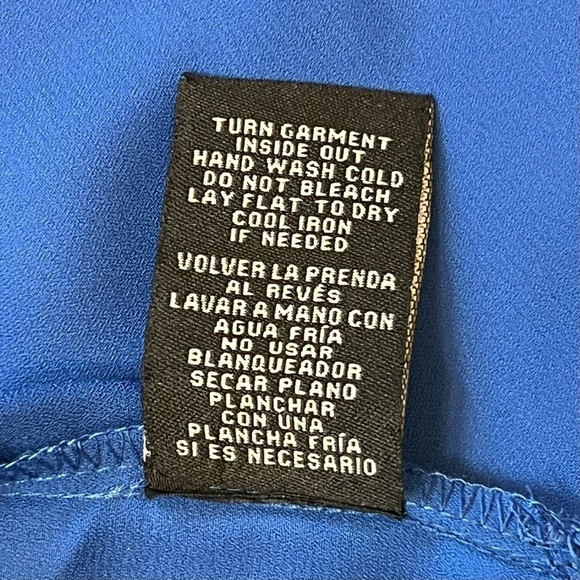 TURN GARMENT
INSIDE OUT
HAND WASH COLD
DO NOT BLEACH
LAY FLAT TO DRY
COOL IRON
IF NEEDED
VOLVER LA PRENDA
AL REVÉS
LAVAR A MANO CON
AGUA FRÍA
NO USAR
BLANQUEADOR
SECAR PLANO
PLANCHAR
CON UNA
PLANCHA FRÍA
SI ES NECESARIO